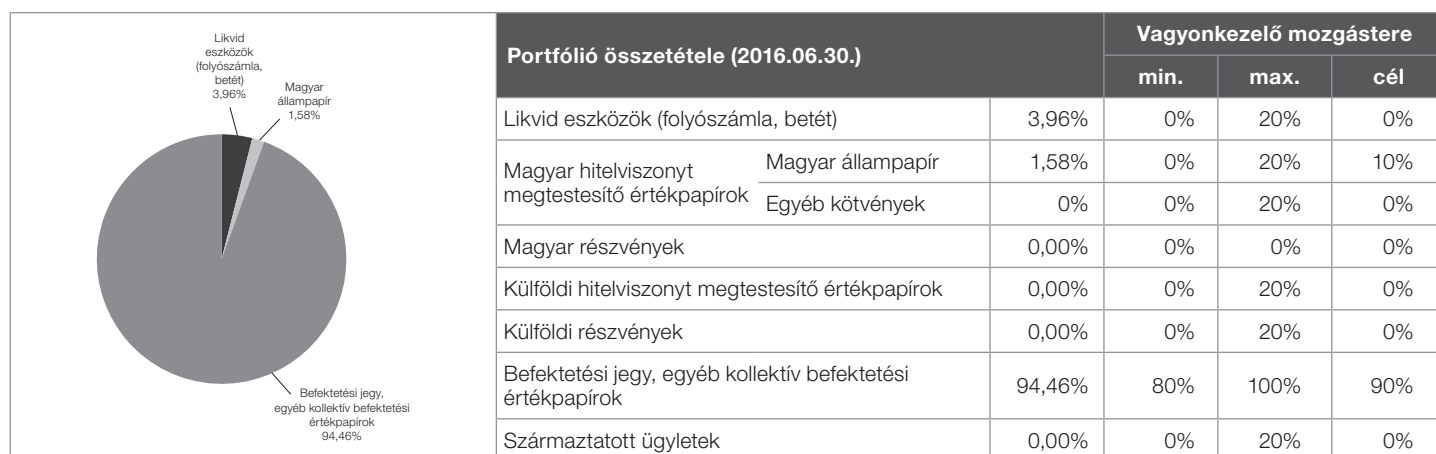 Likvid
eszközök
(folyószámla,
betét)
3,96%
Magyar
állampapír
1,58%
Befektetési jegy,
egyéb kollektív befektetési
értékpapírok
94,46%
Portfólió összetétele (2016.06.30.)
Vagyonkezelő mozgástere
min. max. cél
Likvid eszközök (folyószámla, betét) 3,96% 0% 20% 0%
Magyar hitelviszonyt
megtestesítő értékpapírok
Magyar állampapír 1,58% 0% 20% 10%
Egyéb kötvények 0% 0% 20% 0%
Magyar részvények 0,00% 0% 0% 0%
Külföldi hitelviszonyt megtestesítő értékpapírok 0,00% 0% 20% 0%
Külföldi részvények 0,00% 0% 20% 0%
Befektetési jegy, egyéb kollektív befektetési
értékpapírok 94,46% 80% 100% 90%
Származtatott ügyletek 0,00% 0% 20% 0%